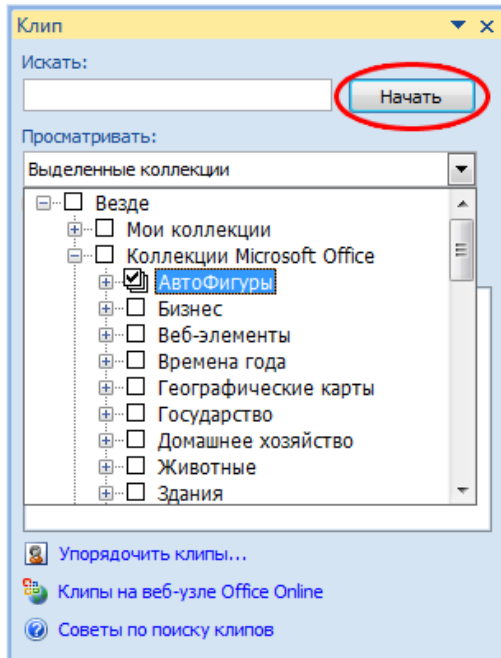 Клип
Искать:
Начать
Просматривать:
Выделенные коллекции
Везде
Мои коллекции
Коллекции Microsoft Office
АвтоФигуры
Бизнес
Веб-элементы
Времена года
Географические карты
Государство
Домашнее хозяйство
Животные
Здания
Упорядочить клипы...
Клипы на веб-узле Office Online
Советы по поиску клипов